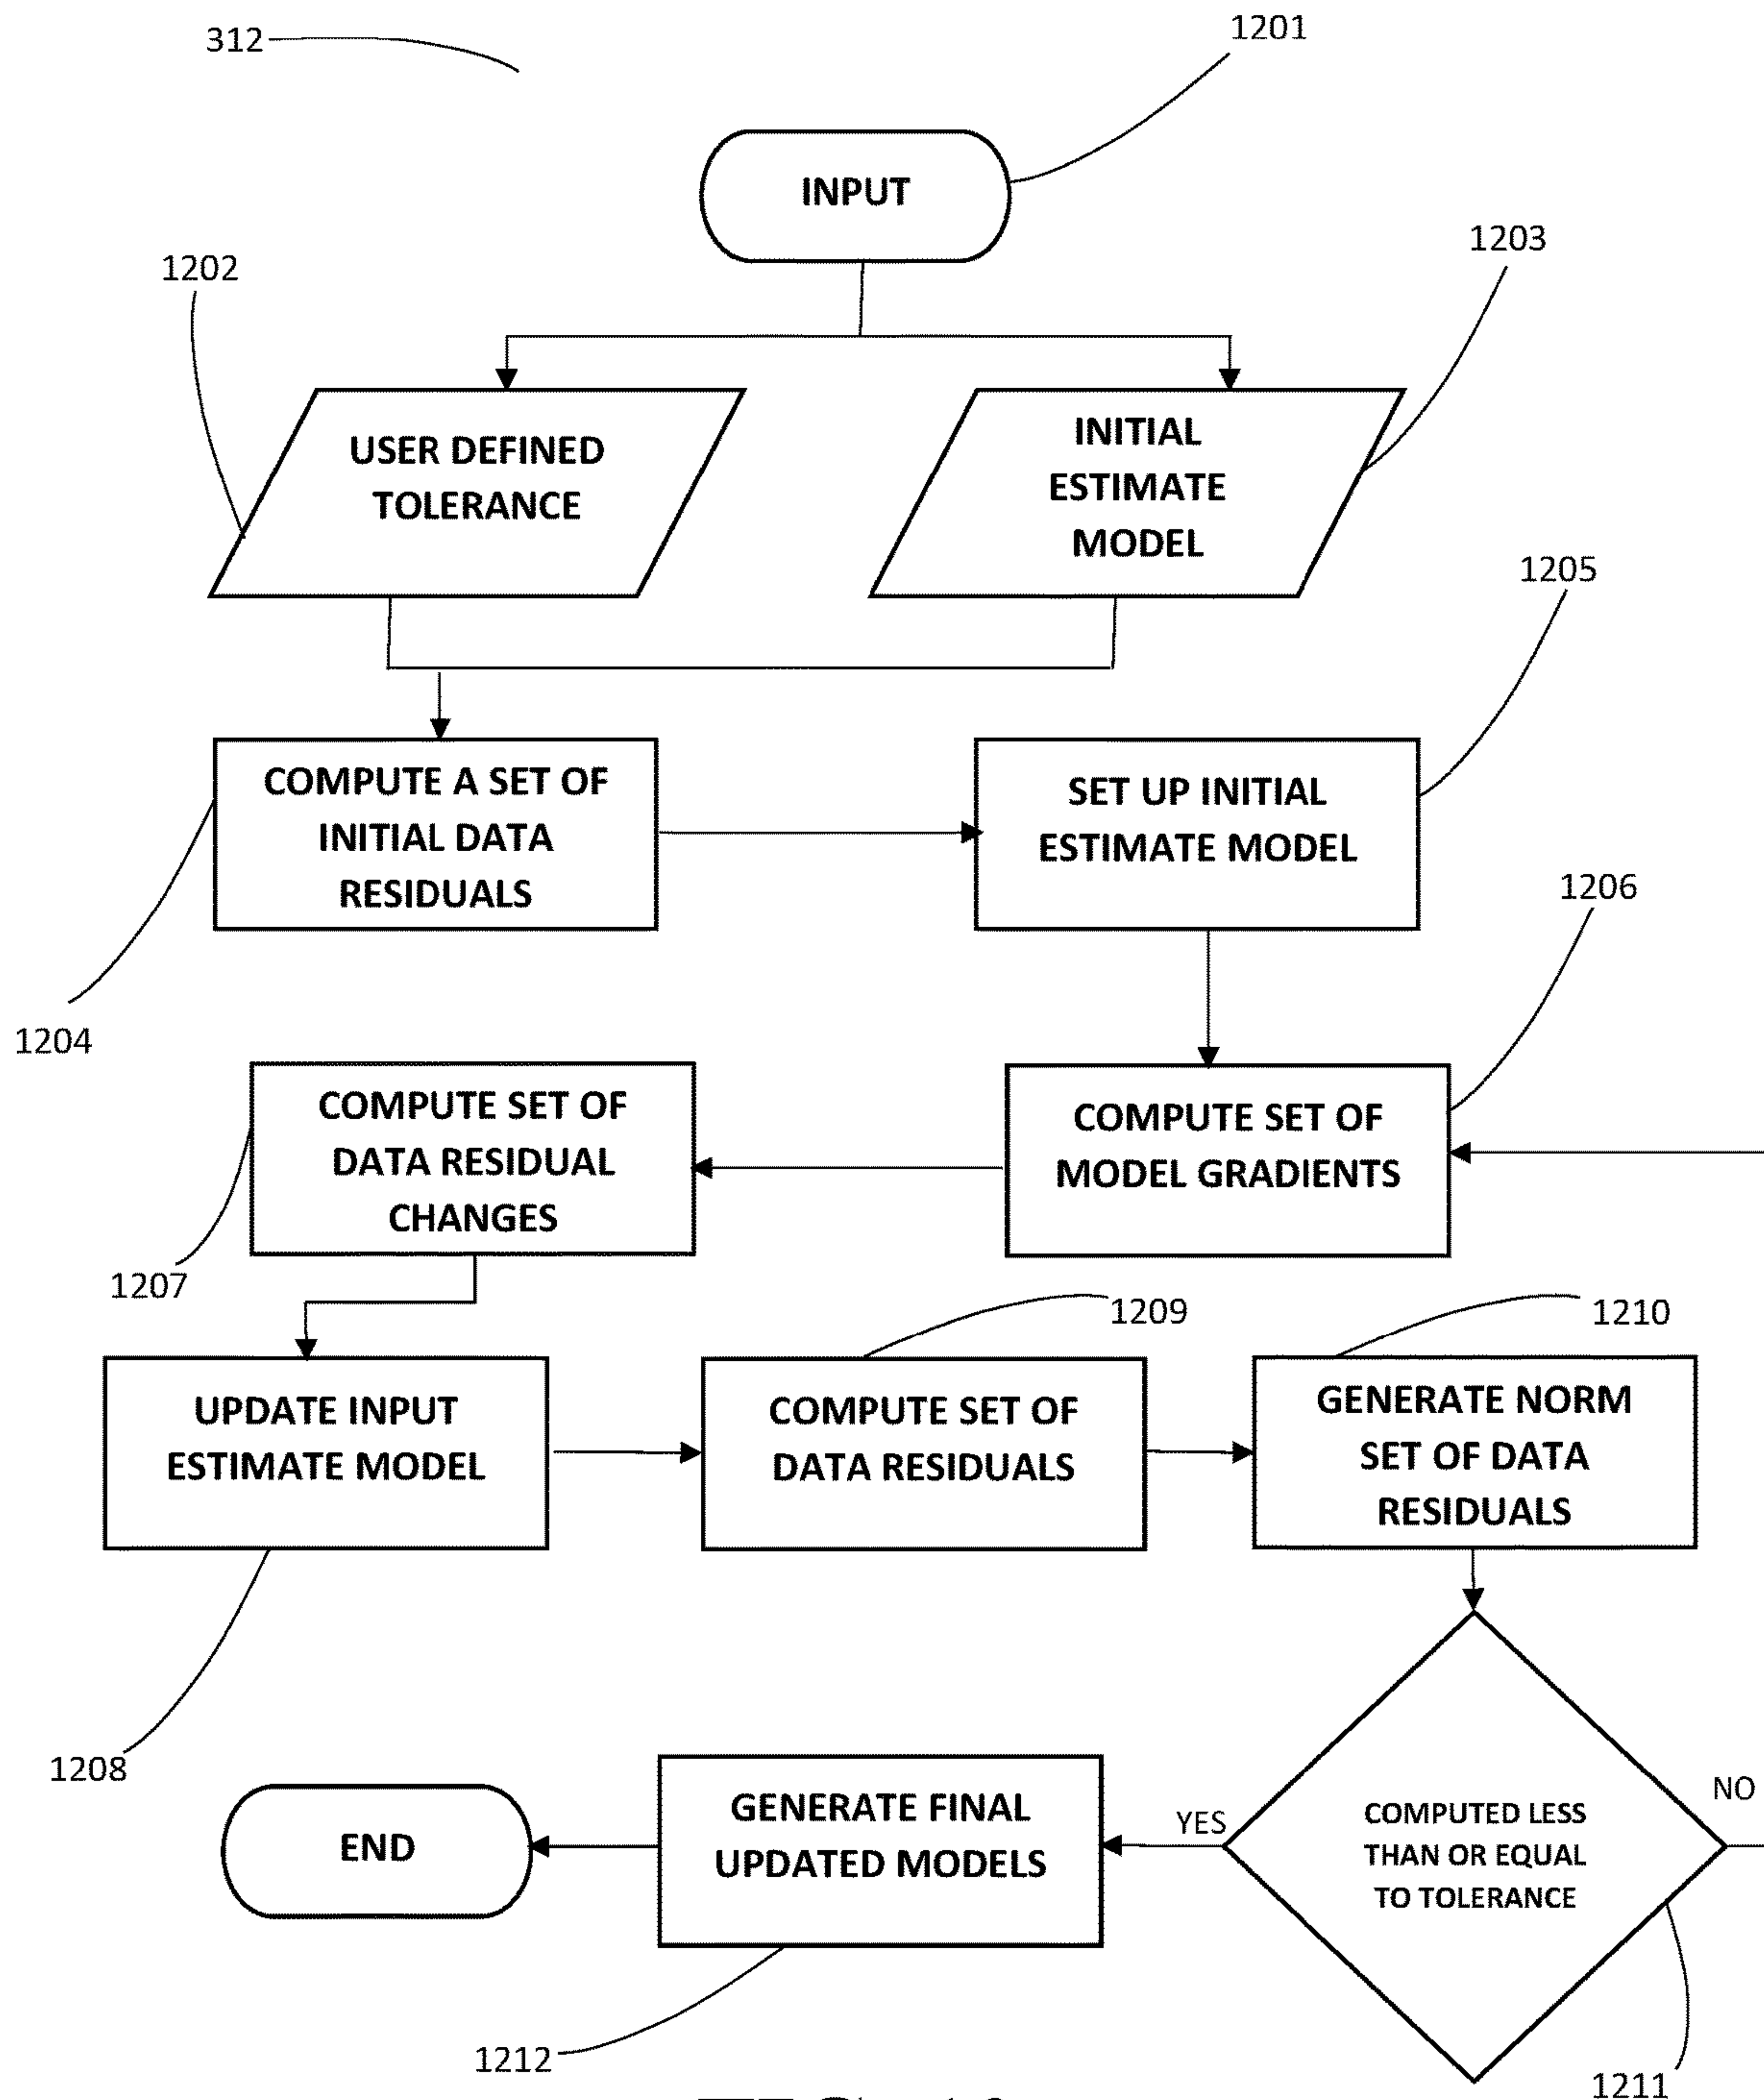 312
1201
INPUT
1202
1203
USER DEFINED
TOLERANCE
INITIAL
ESTIMATE
MODEL
1205
COMPUTE A SET OF
INITIAL DATA
RESIDUALS
SET UP INITIAL
ESTIMATE MODEL
1206
1204
COMPUTE SET OF
DATA RESIDUAL
CHANGES
COMPUTE SET OF
MODEL GRADIENTS
1207
1209
1210
UPDATE INPUT
ESTIMATE MODEL
COMPUTE SET OF
DATA RESIDUALS
GENERATE NORM
SET OF DATA
RESIDUALS
1208
END
GENERATE FINAL
UPDATED MODELS
YES
COMPUTED LESS
THAN OR EQUAL
TO TOLERANCE
NO
1212
1211